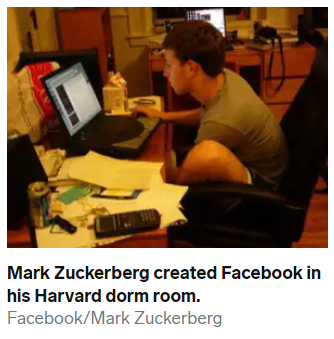 Mark Zuckerberg created Facebook in
his Harvard dorm room.
Facebook/Mark Zuckerberg